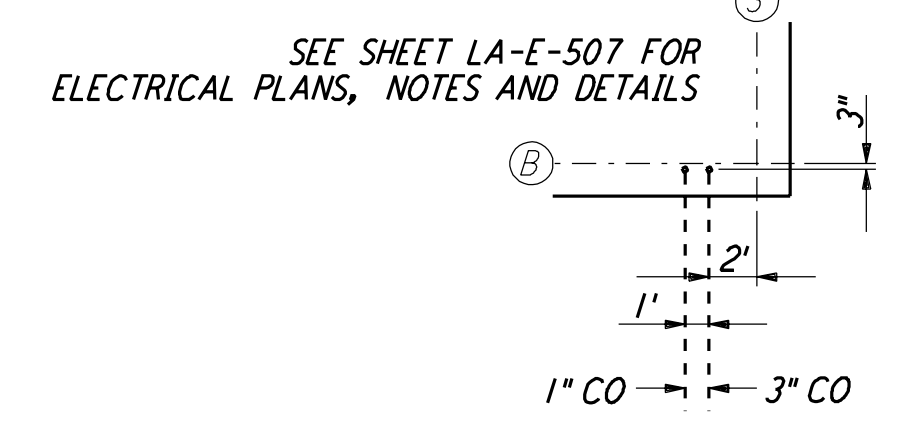 SEE SHEET LA-E-507 FOR
ELECTRICAL PLANS, NOTES AND DETAILS
3"
B
2'
1'
1" CO
3" CO